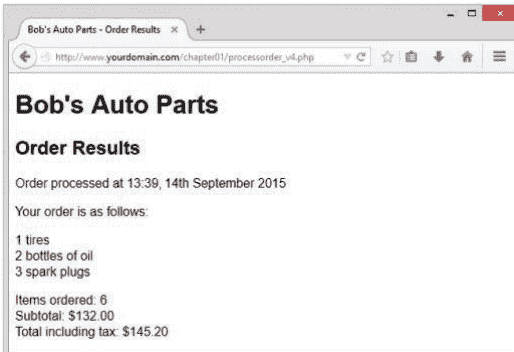 Bob's Auto Parts - Order Results
http://www.yourdomain.com/chapter01/processorder_v4.php
Bob's Auto Parts
Order Results
Order processed at 13:39, 14th September 2015
Your order is as follows:
1 tires
2 bottles of oil
3 spark plugs
Items ordered: 6
Subtotal: $132.00
Total including tax: $145.20